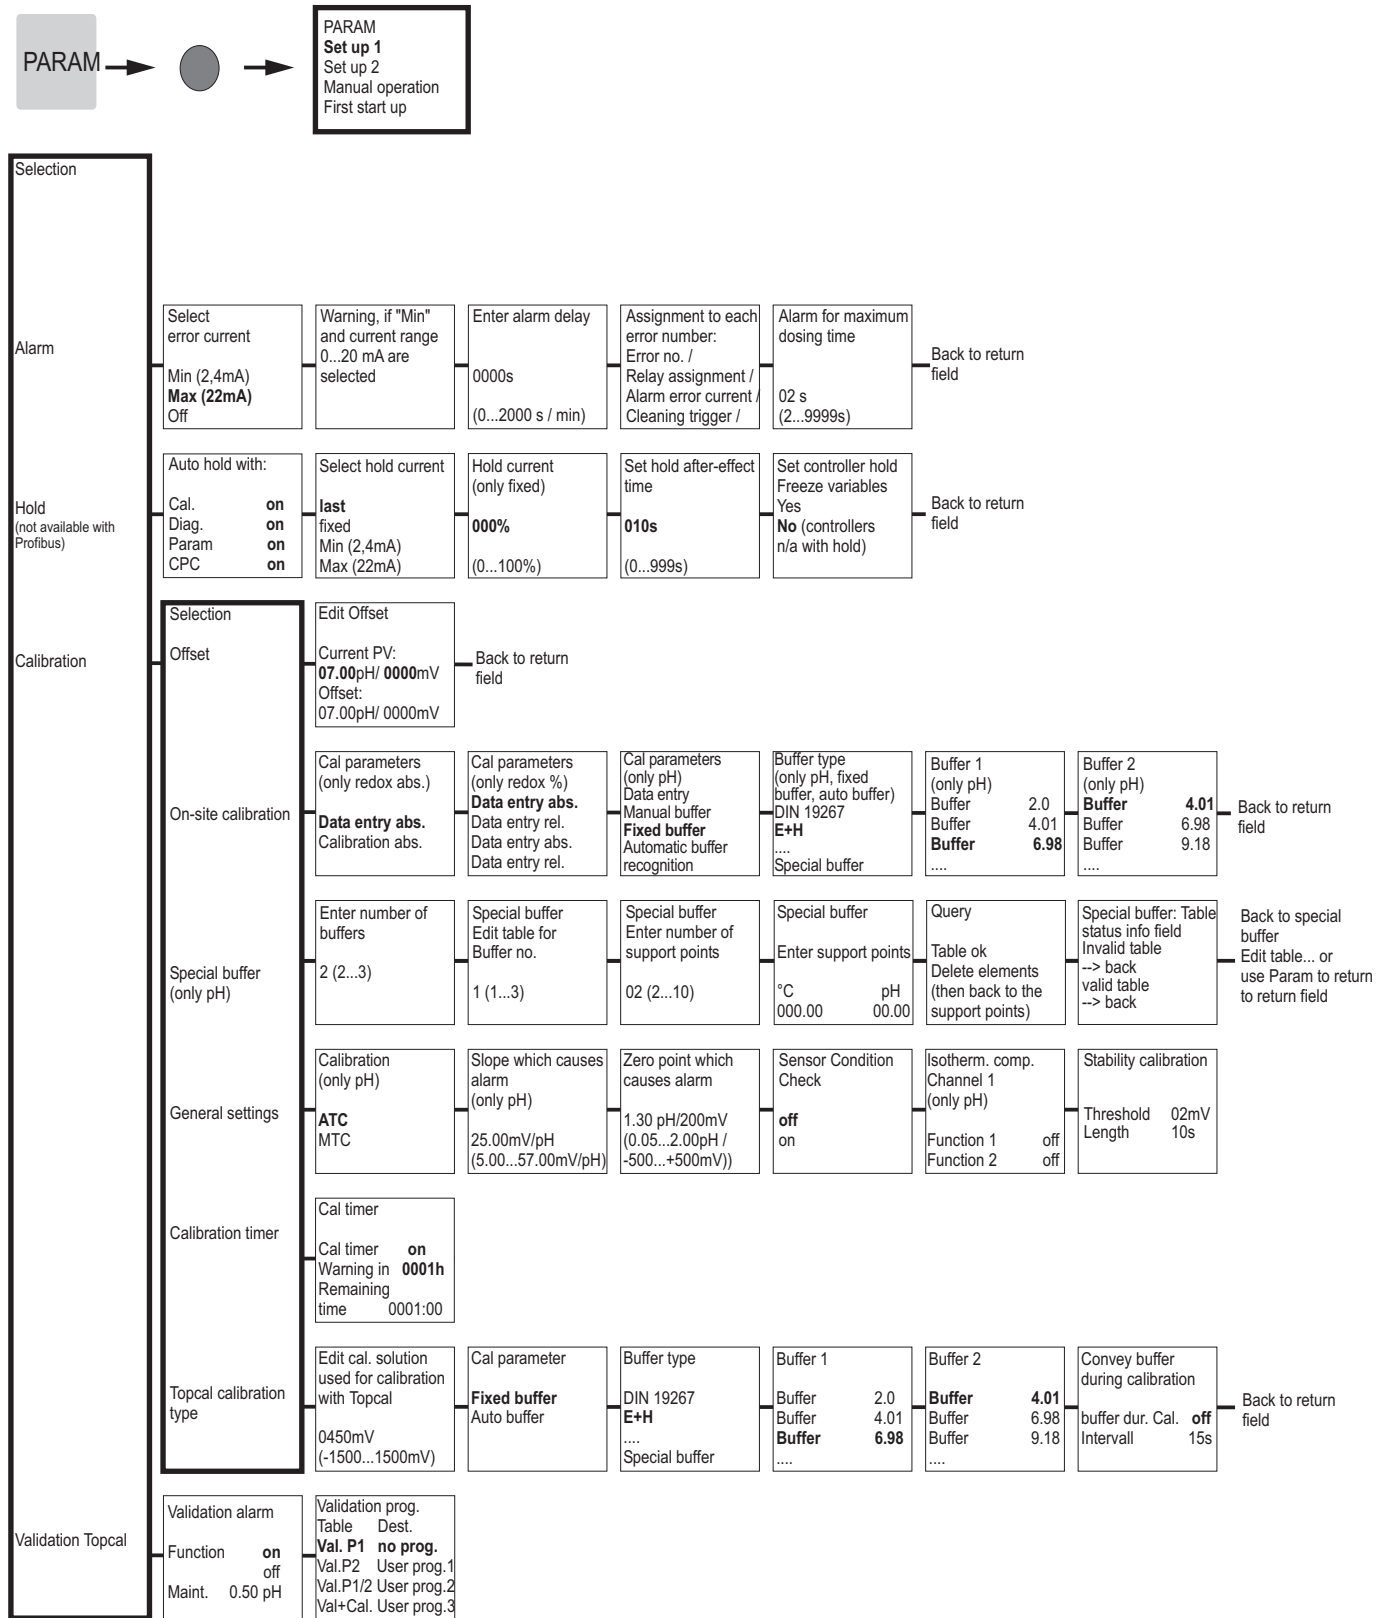 PARAM
PARAM
Set up 1
Set up 2
Manual operation
First start up
Selection
Alarm
Select
error current
Min (2,4mA)
Max (22mA)
Off
Warning, if "Min"
and current range
0...20 mA are
selected
Enter alarm delay
0000s
(0...2000 s / min)
Assignment to each
error number:
Error no. /
Relay assignment /
Alarm error current /
Cleaning trigger /
Alarm for maximum
dosing time
02 s
(2...9999s)
Back to return
field
Hold
(not available with
Profibus)
Auto hold with:
Cal. on
Diag. on
Param on
CPC on
Select hold current
last
fixed
Min (2,4mA)
Max (22mA)
Hold current
(only fixed)
000%
(0...100%)
Set hold after-effect
time
010s
(0...999s)
Set controller hold
Freeze variables
Yes
No (controllers
n/a with hold)
Back to return
field
Calibration
Selection
Offset
Edit Offset
Current PV:
07.00pH/ 0000mV
Offset:
07.00pH/ 0000mV
Back to return
field
On-site calibration
Cal parameters
(only redox abs.)
Data entry abs.
Calibration abs.
Cal parameters
(only redox %)
Data entry abs.
Data entry rel.
Data entry abs.
Data entry rel.
Cal parameters
(only pH)
Data entry
Manual buffer
Fixed buffer
Automatic buffer
recognition
Buffer type
(only pH, fixed
buffer, auto buffer)
DIN 19267
E+H
....
Special buffer
Buffer 1
(only pH)
Buffer 2.0
Buffer 4.01
Buffer 6.98
....
Buffer 2
(only pH)
Buffer 4.01
Buffer 6.98
Buffer 9.18
....
Back to return
field
Special buffer
(only pH)
Enter number of
buffers
2 (2...3)
Special buffer
Edit table for
Buffer no.
1 (1...3)
Special buffer
Enter number of
support points
02 (2...10)
Special buffer
Enter support points
°C pH
000.00 00.00
Query
Table ok
Delete elements
(then back to the
support points)
Special buffer: Table
status info field
Invalid table
--> back
valid table
--> back
Back to special
buffer
Edit table... or
use Param to return
to return field
General settings
Calibration
(only pH)
ATC
MTC
Slope which causes
alarm
(only pH)
25.00mV/pH
(5.00...57.00mV/pH)
Zero point which
causes alarm
1.30 pH/200mV
(0.05...2.00pH /
-500...+500mV))
Sensor Condition
Check
off
on
Isotherm. comp.
Channel 1
(only pH)
Function 1 off
Function 2 off
Stability calibration
Threshold 02mV
Length 10s
Calibration timer
Cal timer
Cal timer on
Warning in 0001h
Remaining
time 0001:00
Topcal calibration
type
Edit cal. solution
used for calibration
with Topcal
0450mV
(-1500...1500mV)
Cal parameter
Fixed buffer
Auto buffer
Buffer type
DIN 19267
E+H
....
Special buffer
Buffer 1
Buffer 2.0
Buffer 4.01
Buffer 6.98
....
Buffer 2
Buffer 4.01
Buffer 6.98
Buffer 9.18
....
Convey buffer
during calibration
buffer dur. Cal. off
Intervall 15s
Back to return
field
Validation Topcal
Validation alarm
Function on
off
Maint. 0.50 pH
Validation prog.
Table Dest.
Val. P1 no prog.
Val.P2 User prog.1
Val.P1/2 User prog.2
Val+Cal. User prog.3